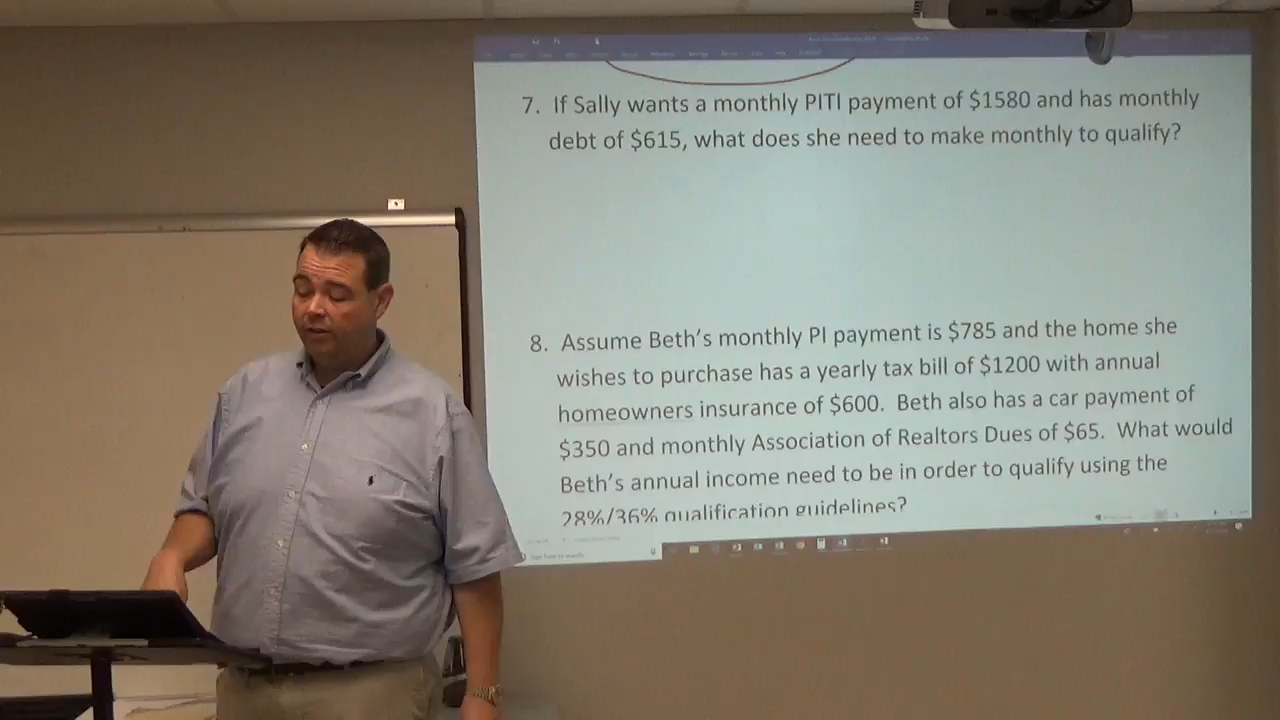 7. If Sally wants a monthly PITI payment of $1580 and has monthly
debt of $615, what does she need to make monthly to qualify?
8. Assume Beth's monthly PI payment is $785 and the home she
wishes to purchase has a yearly tax bill of $1200 with annual
homeowners insurance of $600. Beth also has a car payment of
$350 and monthly Association of Realtors Dues of $65. What would
Beth's annual income need to be in order to qualify using the
28%/36% qualification guidelines?